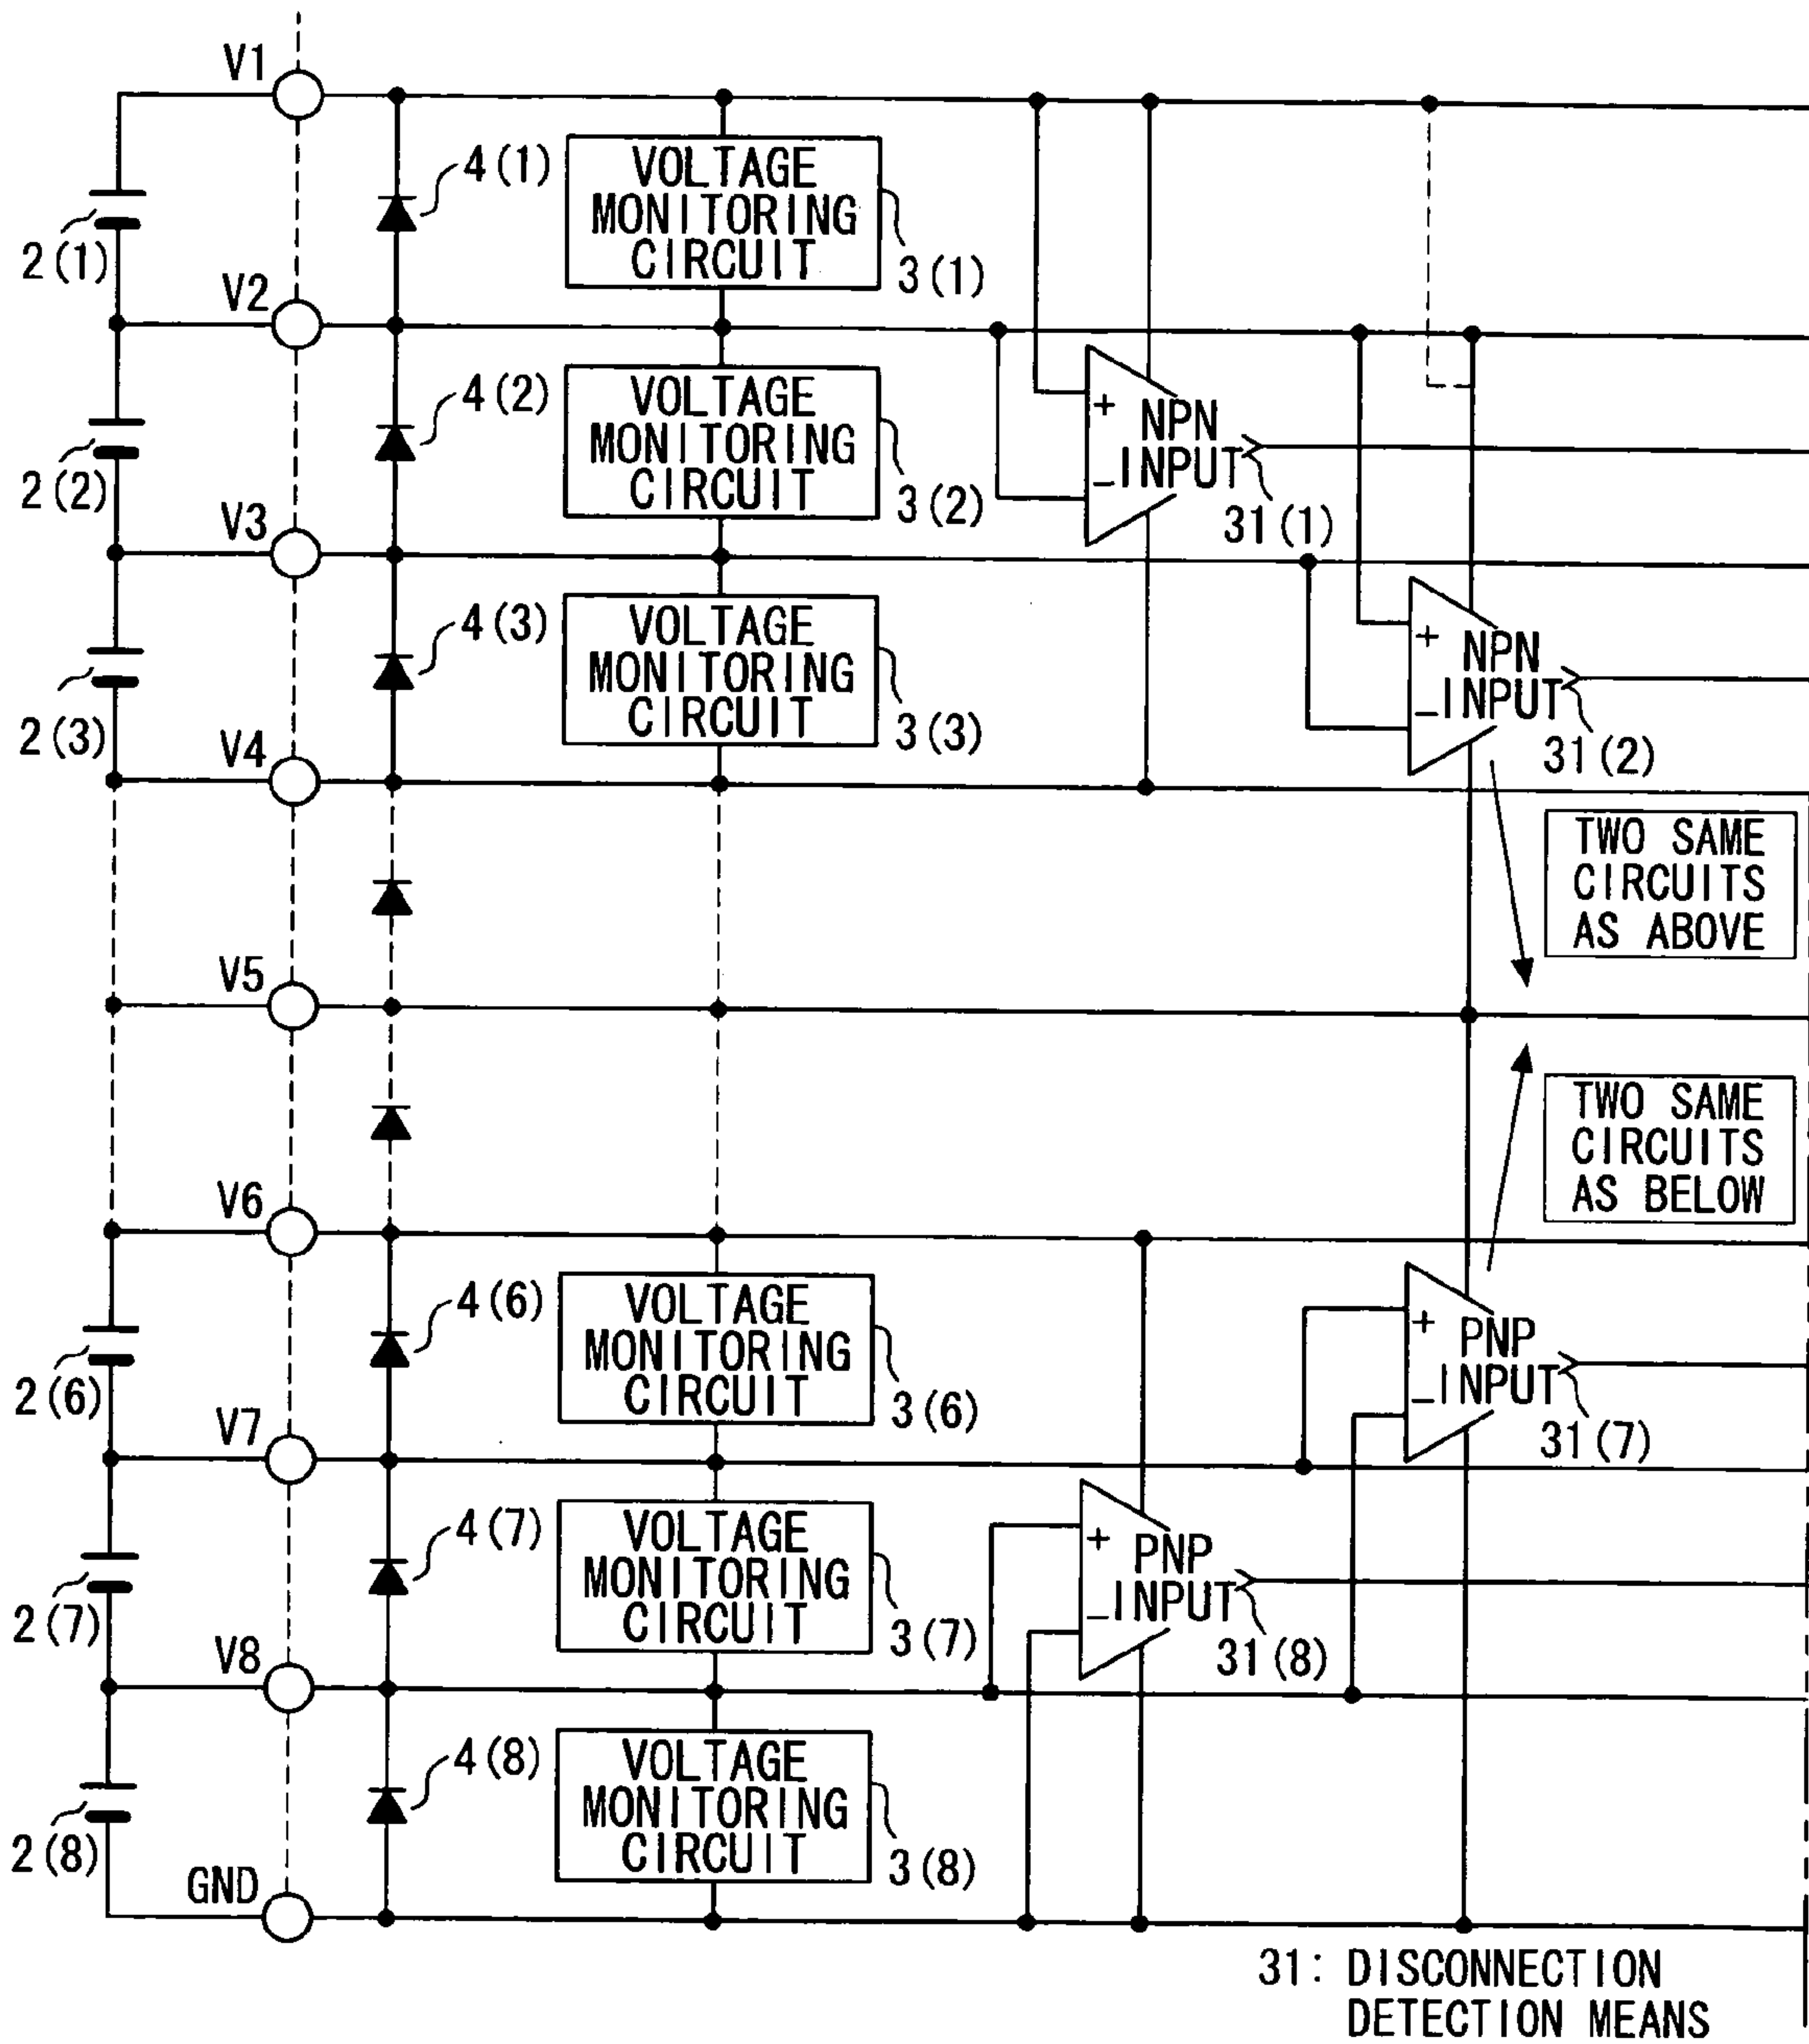 V1
4(1)
VOLTAGE
MONITORING
CIRCUIT
2(1)
3(1)
V2
4(2)
VOLTAGE
MONITORING
CIRCUIT
+
NPN
-INPUT
2(2)
3(2)
31(1)
V3
4(3)
VOLTAGE
MONITORING
CIRCUIT
+
NPN
-INPUT
2(3)
3(3)
31(2)
V4
TWO SAME
CIRCUITS
AS ABOVE
V5
TWO SAME
CIRCUITS
AS BELOW
V6
4(6)
VOLTAGE
MONITORING
CIRCUIT
+
PNP
-INPUT
2(6)
3(6)
31(7)
V7
4(7)
VOLTAGE
MONITORING
CIRCUIT
+
PNP
-INPUT
2(7)
3(7)
31(8)
V8
4(8)
VOLTAGE
MONITORING
CIRCUIT
2(8)
3(8)
GND
31: DISCONNECTION
DETECTION MEANS